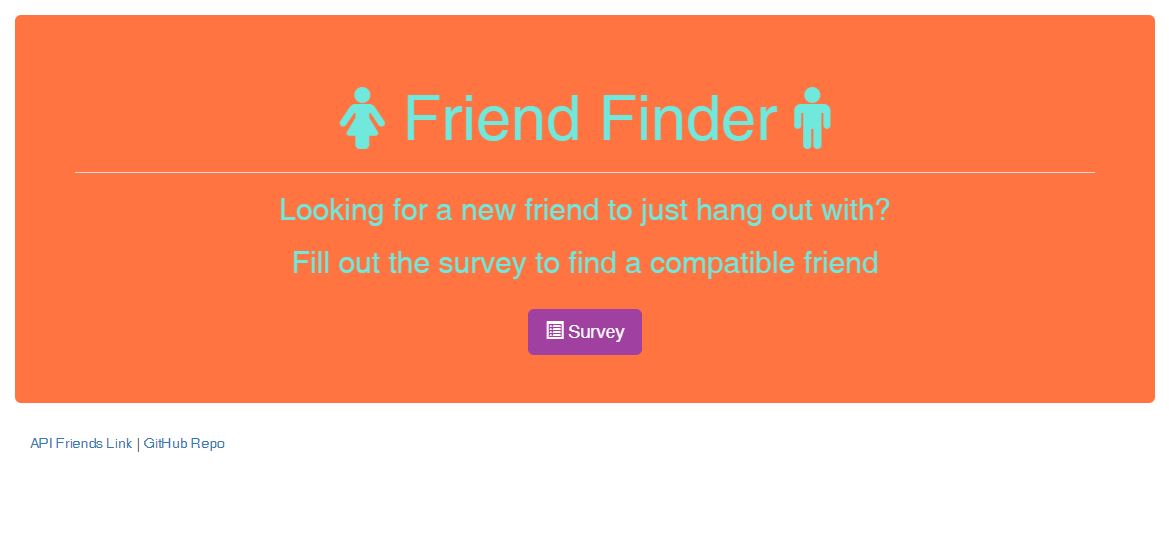 Friend Finder
Looking for a new friend to just hang out with?
Fill out the survey to find a compatible friend
Survey
API Friends Link | GitHub Repo